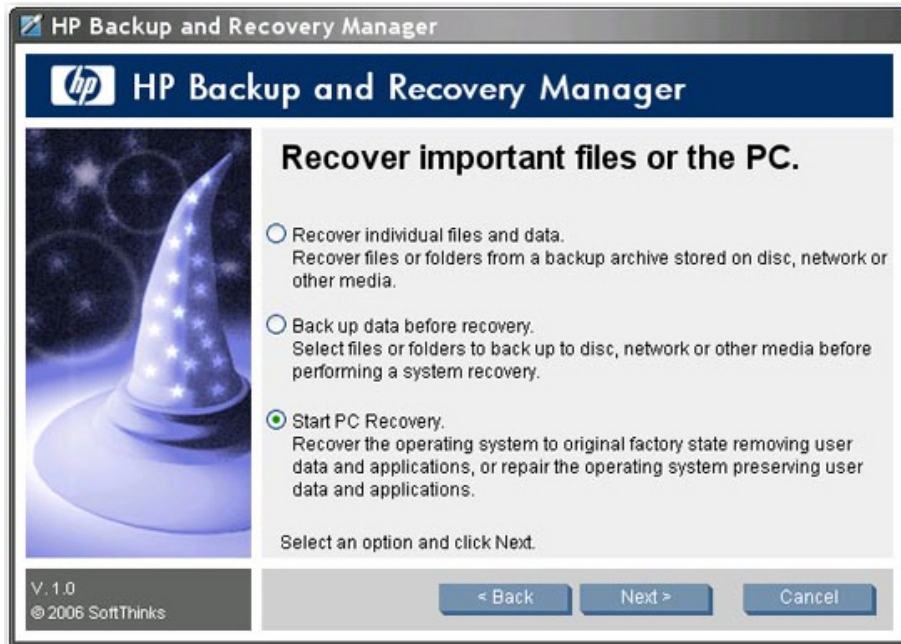 HP Backup and Recovery Manager
hp HP Backup and Recovery Manager
Recover important files or the PC.
Recover individual files and data.
Recover files or folders from a backup archive stored on disc, network or
other media.
Back up data before recovery.
Select files or folders to back up to disc, network or other media before
performing a system recovery.
Start PC Recovery.
Recover the operating system to original factory state removing user
data and applications, or repair the operating system preserving user
data and applications.
Select an option and click Next.
V. 1.0
© 2006 SoftThinks
< Back Next > Cancel